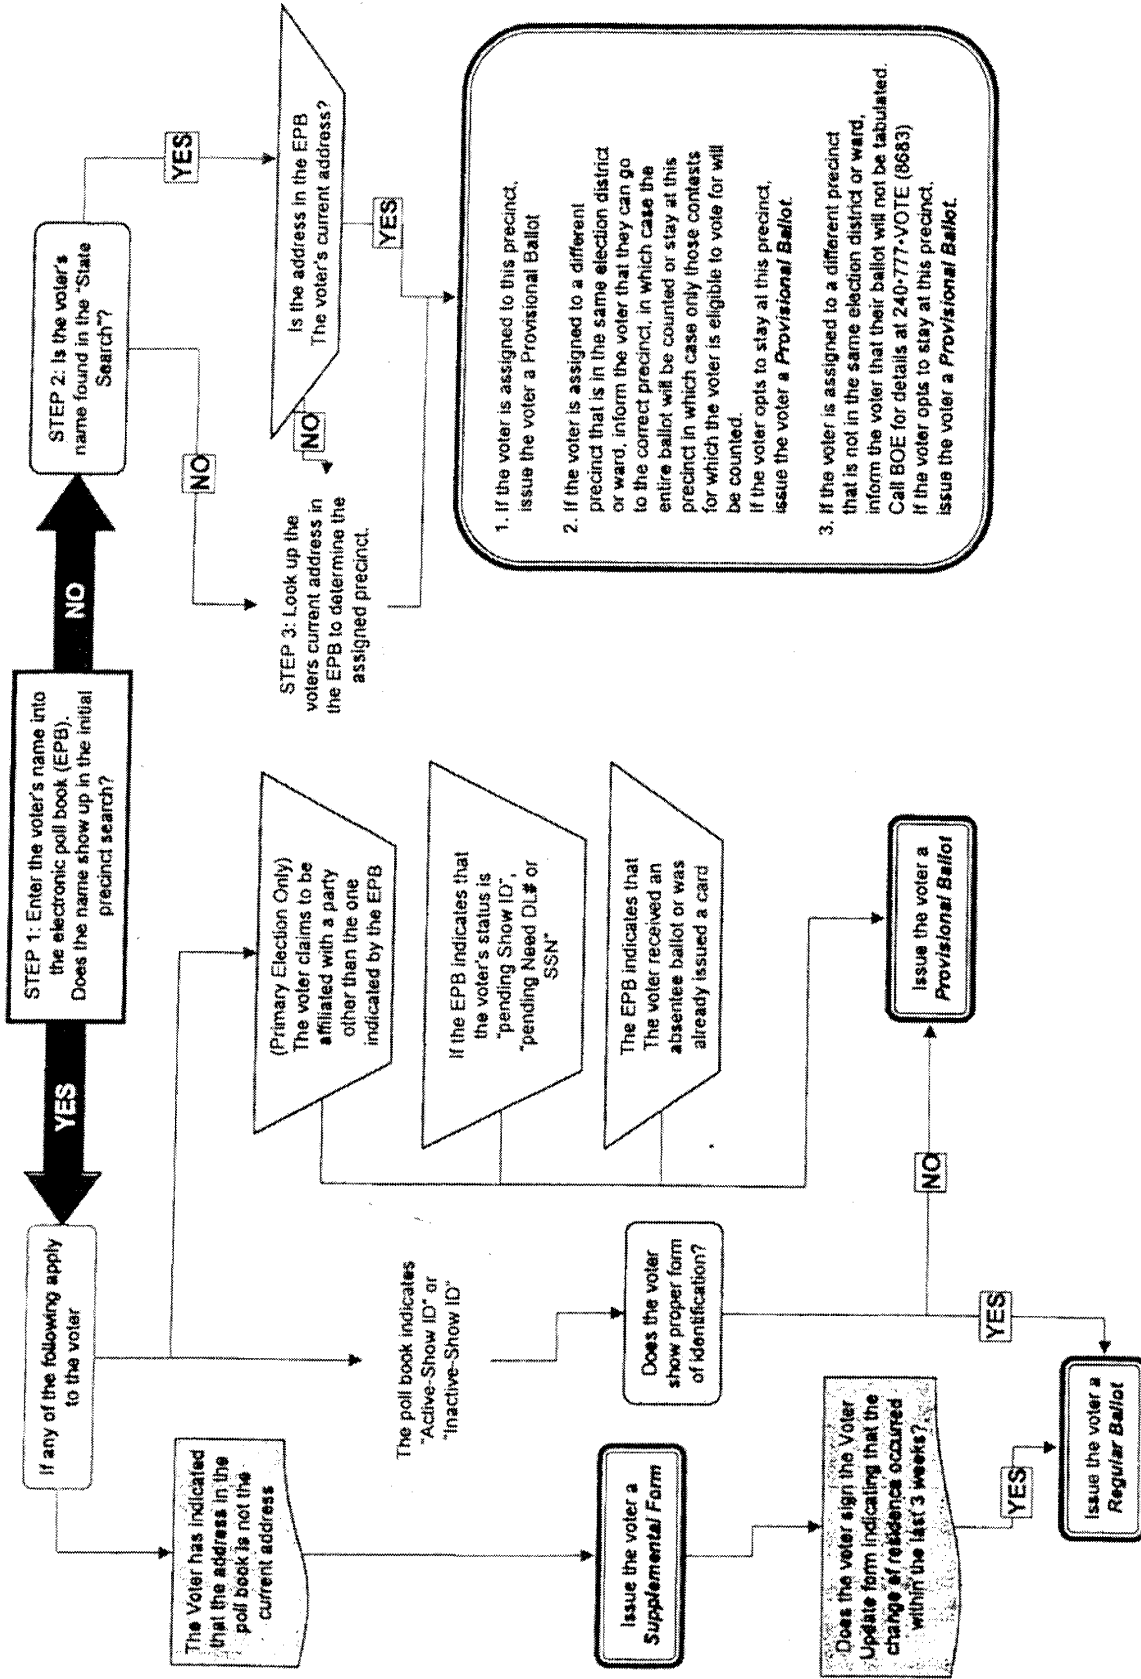 STEP 1: Enter the voter's name into
the electronic poll book (EPB).
Does the name show up in the initial
precinct search?
YES
NO
If any of the following apply
to the voter
The Voter has indicated
that the address in the
poll book is not the
current address
Issue the voter a
Supplemental Form
Does the voter sign the Voter
Update form indicating that the
change of residence occurred
within the last 3 weeks?
YES
Issue the voter a
Regular Ballot
The poll book indicates
"Active-Show ID" or
"Inactive-Show ID"
Does the voter
show proper form
of identification?
YES
NO
(Primary Election Only)
The voter claims to be
affiliated with a party
other than the one
indicated by the EPB
If the EPB indicates that
the voter's status is
"pending Show ID",
"pending Need DL# or
SSN"
The EPB indicates that
The voter received an
absentee ballot or was
already issued a card
Issue the voter a
Provisional Ballot
STEP 2: Is the voter's
name found in the "State
Search"?
NO
YES
STEP 3: Look up the
voters current address in
the EPB to determine the
assigned precinct.
Is the address in the EPB
The voter's current address?
NO
YES
1. If the voter is assigned to this precinct,
issue the voter a Provisional Ballot
2. If the voter is assigned to a different
precinct that is in the same election district
or ward, inform the voter that they can go
to the correct precinct, in which case the
entire ballot will be counted or stay at this
precinct in which case only those contests
for which the voter is eligible to vote for will
be counted.
If the voter opts to stay at this precinct,
issue the voter a Provisional Ballot.
3. If the voter is assigned to a different precinct
that is not in the same election district or ward,
inform the voter that their ballot will not be tabulated.
Call BOE for details at 240-777-VOTE (8683)
If the voter opts to stay at this precinct.
issue the voter a Provisional Ballot.